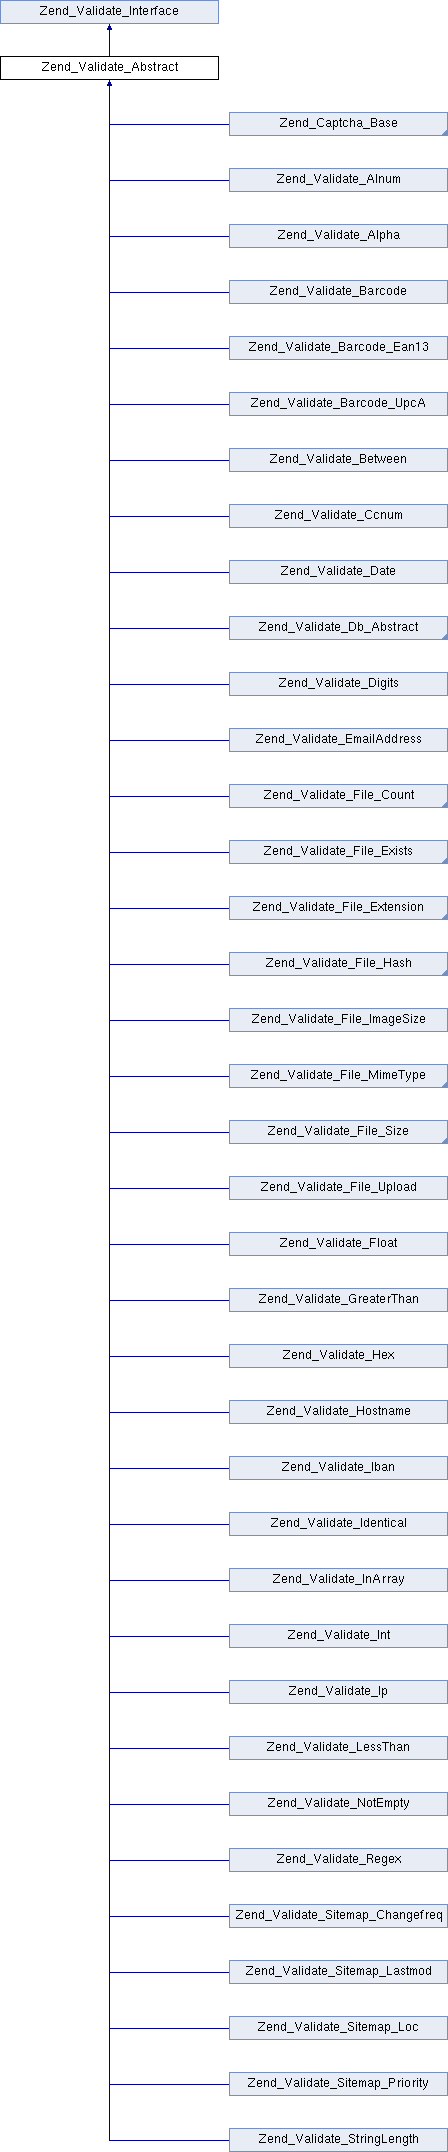 Zend_Validate_Interface
Zend_Validate_Abstract
Zend_Captcha_Base
Zend_Validate_Alnum
Zend_Validate_Alpha
Zend_Validate_Barcode
Zend_Validate_Barcode_Ean13
Zend_Validate_Barcode_UpcA
Zend_Validate_Between
Zend_Validate_Ccnum
Zend_Validate_Date
Zend_Validate_Db_Abstract
Zend_Validate_Digits
Zend_Validate_EmailAddress
Zend_Validate_File_Count
Zend_Validate_File_Exists
Zend_Validate_File_Extension
Zend_Validate_File_Hash
Zend_Validate_File_ImageSize
Zend_Validate_File_MimeType
Zend_Validate_File_Size
Zend_Validate_File_Upload
Zend_Validate_Float
Zend_Validate_GreaterThan
Zend_Validate_Hex
Zend_Validate_Hostname
Zend_Validate_Iban
Zend_Validate_Identical
Zend_Validate_InArray
Zend_Validate_Int
Zend_Validate_Ip
Zend_Validate_LessThan
Zend_Validate_NotEmpty
Zend_Validate_Regex
Zend_Validate_Sitemap_Changefreq
Zend_Validate_Sitemap_Lastmod
Zend_Validate_Sitemap_Loc
Zend_Validate_Sitemap_Priority
Zend_Validate_StringLength